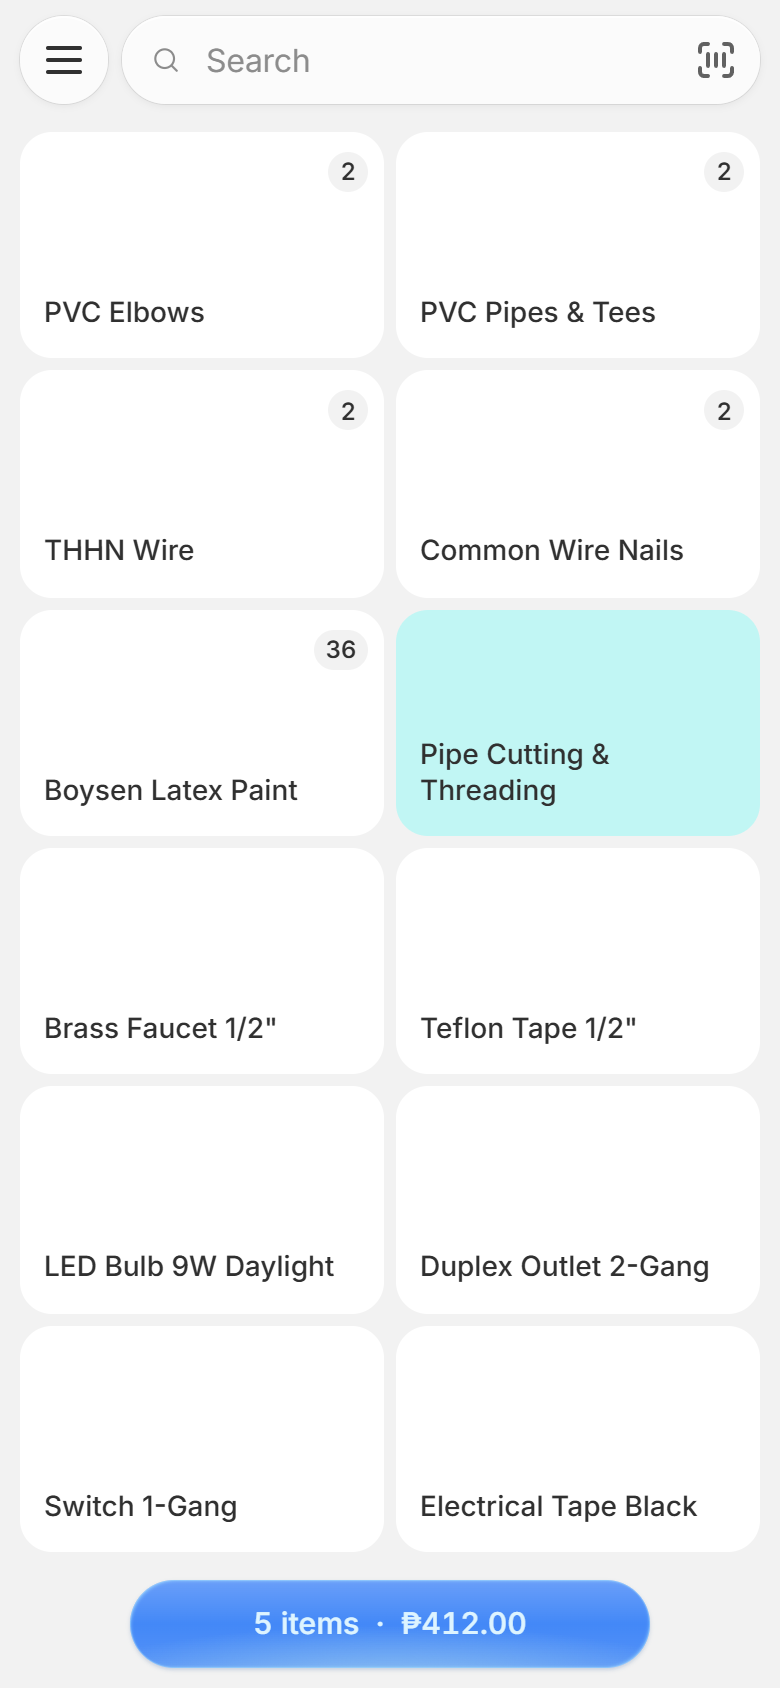 Search
2
PVC Elbows
2
PVC Pipes & Tees
2
THHN Wire
2
Common Wire Nails
36
Boysen Latex Paint
Pipe Cutting &
Threading
Brass Faucet 1/2"
Teflon Tape 1/2"
LED Bulb 9W Daylight
Duplex Outlet 2-Gang
Switch 1-Gang
Electrical Tape Black
5 items · ₱412.00